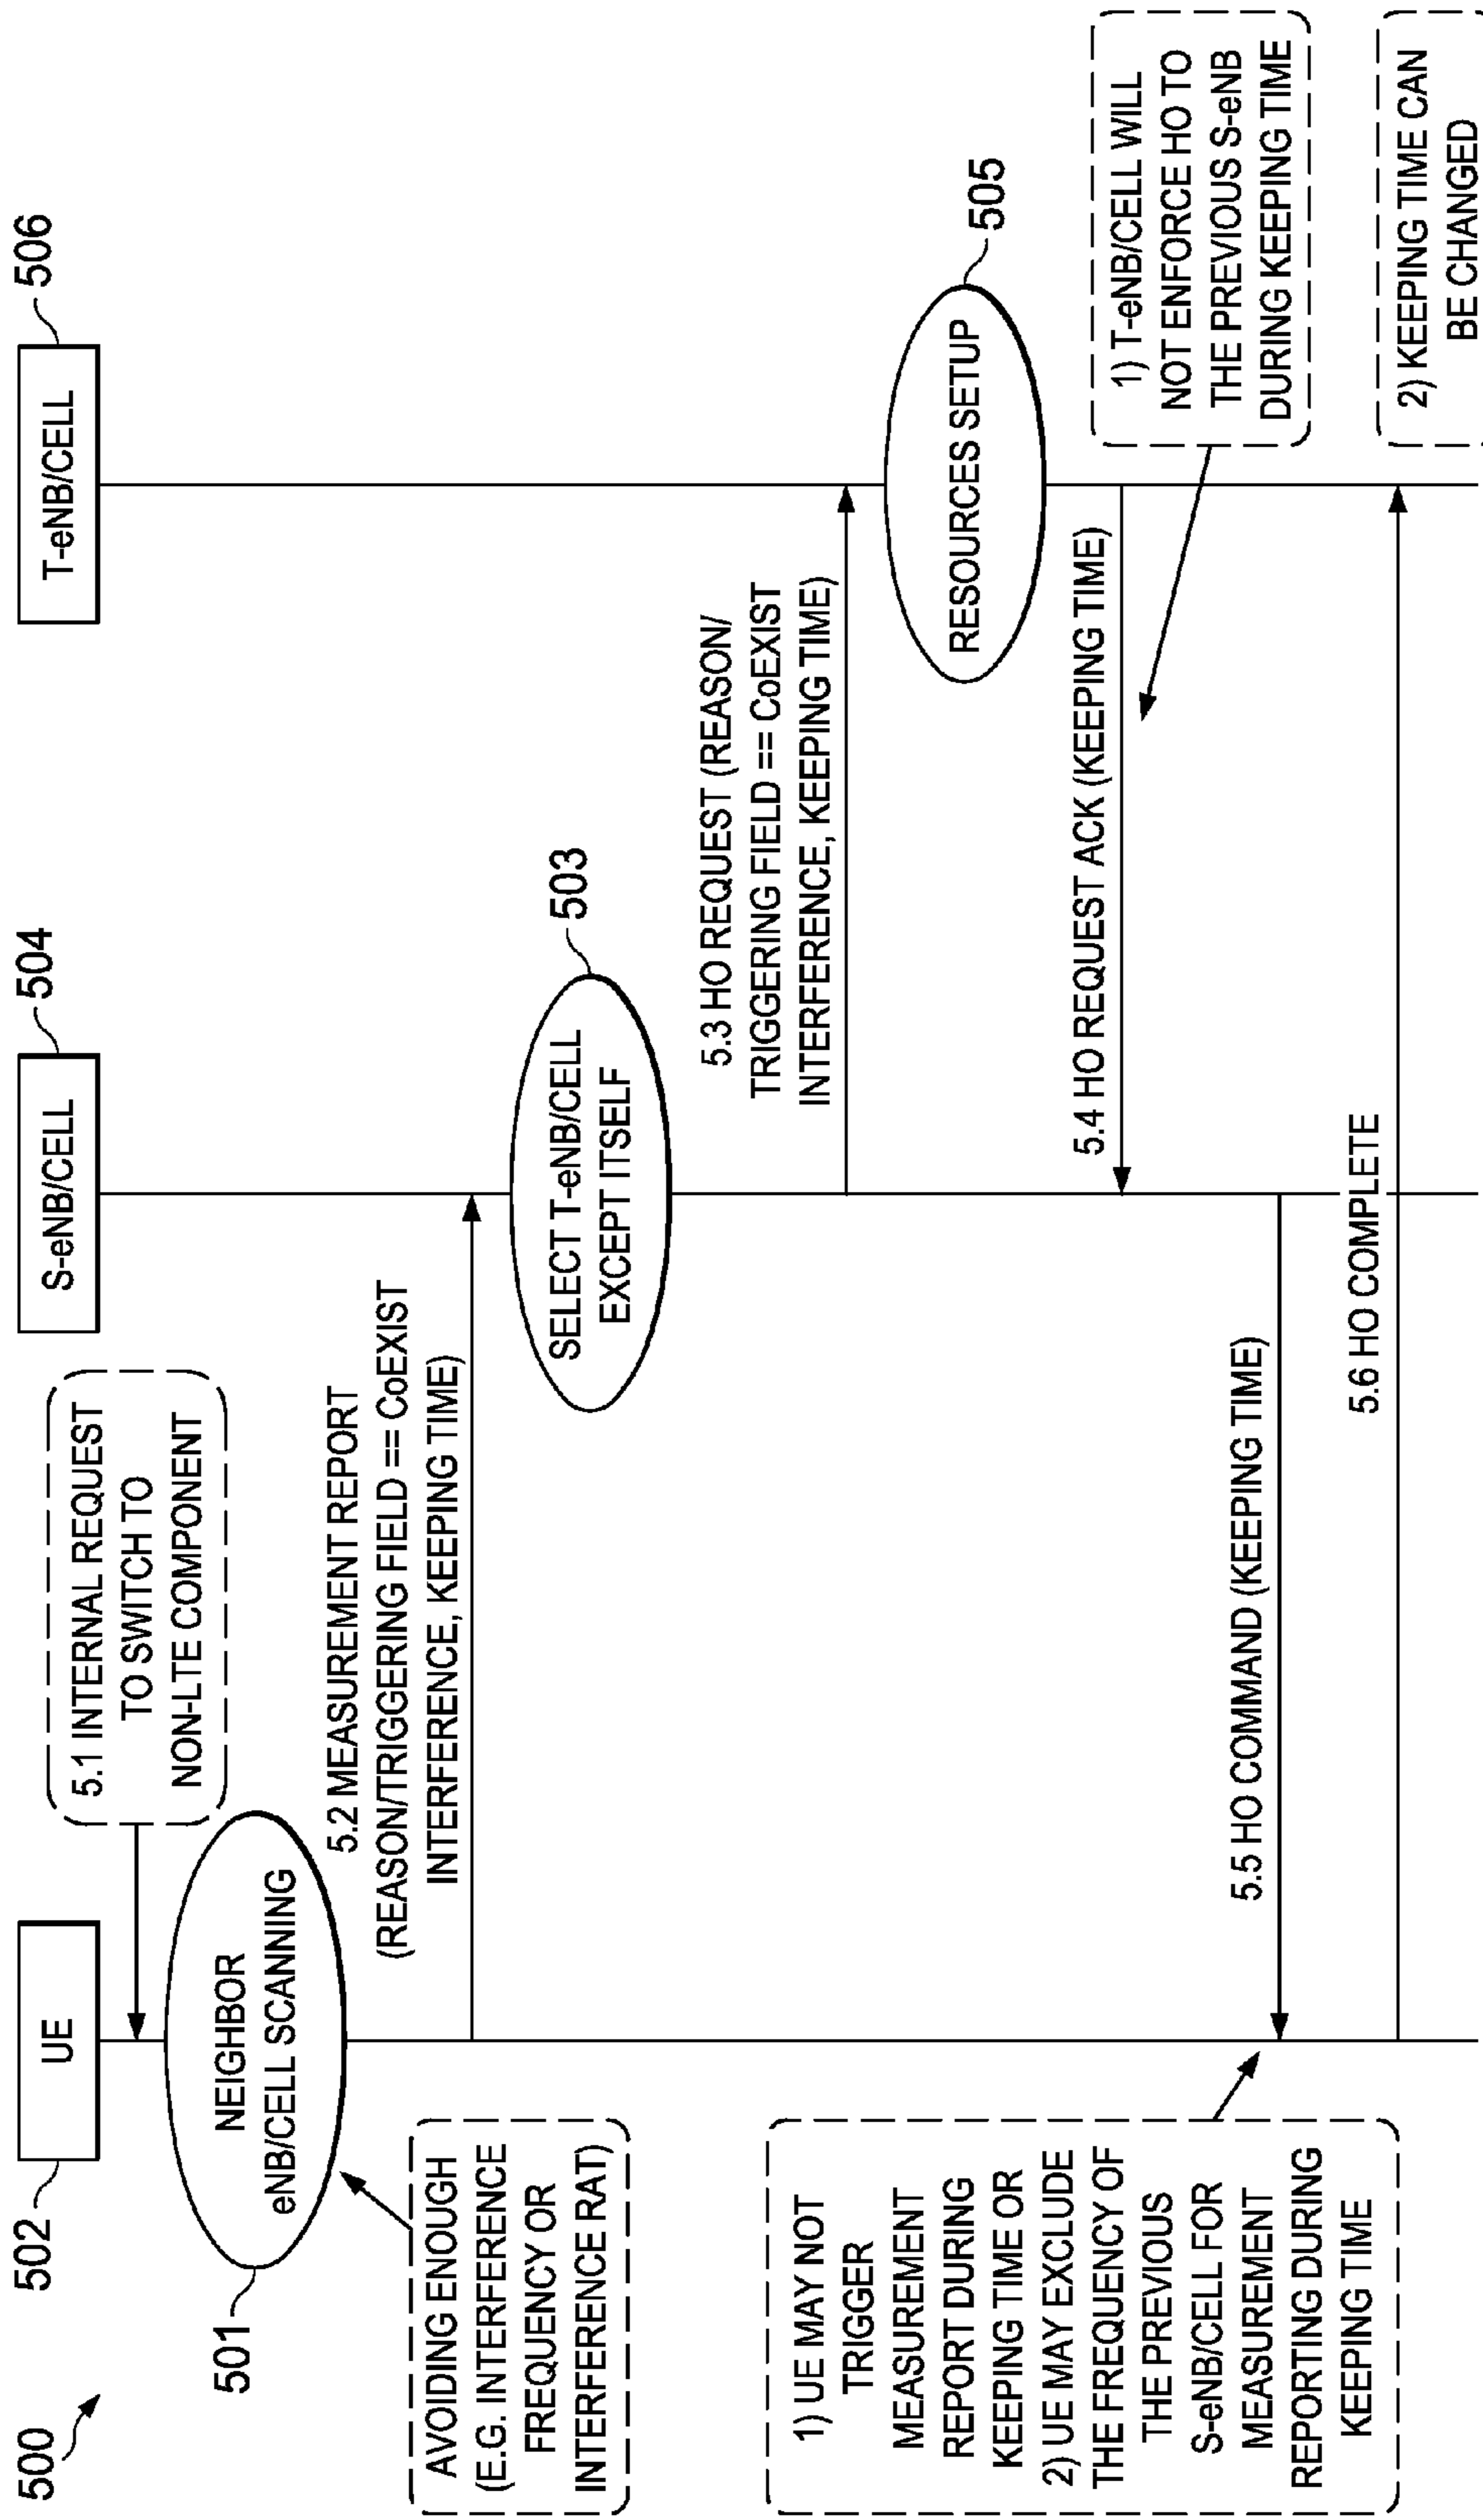 500
502
UE
S-eNB/CELL
504
T-eNB/CELL
506
5.1 INTERNAL REQUEST
TO SWITCH TO
NON-LTE COMPONENT
NEIGHBOR
eNB/CELL SCANNING
501
AVOIDING ENOUGH
(E.G. INTERFERENCE
FREQUENCY OR
INTERFERENCE RAT)
5.2 MEASUREMENT REPORT
(REASON/TRIGGERING FIELD == CoEXIST
INTERFERENCE, KEEPING TIME)
SELECT T-eNB/CELL
EXCEPT ITSELF
503
5.3 HO REQUEST (REASON/
TRIGGERING FIELD == CoEXIST
INTERFERENCE, KEEPING TIME)
RESOURCES SETUP
505
5.4 HO REQUEST ACK (KEEPING TIME)
1) T-eNB/CELL WILL
NOT ENFORCE HO TO
THE PREVIOUS S-eNB
DURING KEEPING TIME
1) UE MAY NOT
TRIGGER
MEASUREMENT
REPORT DURING
KEEPING TIME OR
2) UE MAY EXCLUDE
THE FREQUENCY OF
THE PREVIOUS
S-eNB/CELL FOR
MEASUREMENT
REPORTING DURING
KEEPING TIME
5.5 HO COMMAND (KEEPING TIME)
5.6 HO COMPLETE
2) KEEPING TIME CAN
BE CHANGED